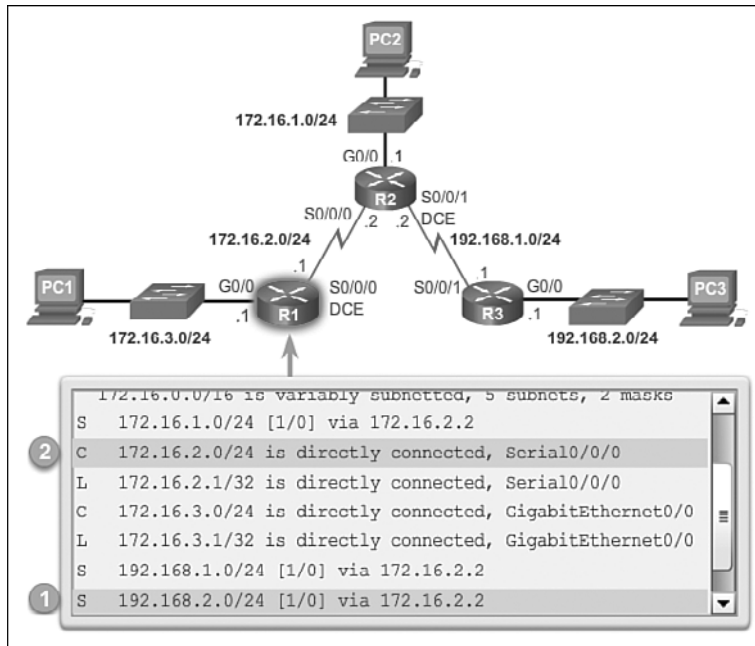 PC2
172.16.1.0/24
G0/0 .1
R2
S0/0/0 .2 .2 S0/0/1
DCE
172.16.2.0/24
192.168.1.0/24
.1
S0/0/0
DCE
PC1
G0/0
.1
R1
172.16.3.0/24
S0/0/1
.1
R3
G0/0
.1
PC3
192.168.2.0/24
172.16.0.0/16 is variably subnetted, 5 subnets, 2 masks
S 172.16.1.0/24 [1/0] via 172.16.2.2
2 C 172.16.2.0/24 is directly connected, Serial0/0/0
L 172.16.2.1/32 is directly connected, Serial0/0/0
C 172.16.3.0/24 is directly connected, GigabitEthernet0/0
L 172.16.3.1/32 is directly connected, GigabitEthernet0/0
S 192.168.1.0/24 [1/0] via 172.16.2.2
1 S 192.168.2.0/24 [1/0] via 172.16.2.2